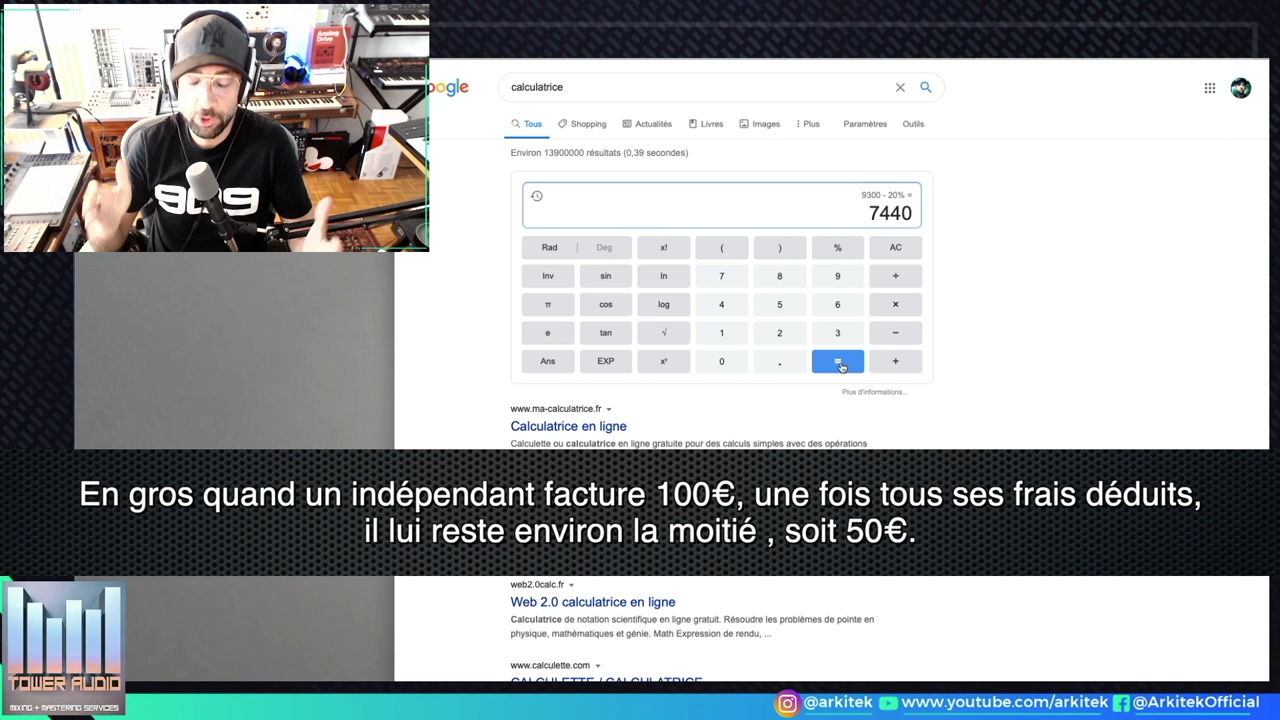 Analog
Drive
909
oogle
calculatrice
Tous
Shopping
Actualités
Livres
Images
Plus
Paramètres
Outils
Environ 13900000 résultats (0,39 secondes)
9300 - 20% =
7440
Rad
Deg
x!
(
)
%
AC
Inv
sin
ln
7
8
9
÷
π
cos
log
4
5
6
×
e
tan
√
1
2
3
−
Ans
EXP
xʸ
0
.
=
+
Plus d'informations...
www.ma-calculatrice.fr
Calculatrice en ligne
Calculette ou calculatrice en ligne gratuite pour des calculs simples avec des opérations
En gros quand un indépendant facture 100€, une fois tous ses frais déduits,
il lui reste environ la moitié , soit 50€.
web2.0calc.fr
Web 2.0 calculatrice en ligne
Calculatrice de notation scientifique en ligne gratuit. Résoudre les problèmes de pointe en
physique, mathématiques et génie. Math Expression de rendu, ...
www.calculette.com
CALCULETTE / CALCULATRICE
TOWER AUDIO
MIXING + MASTERING SERVICES
@arkitek
www.youtube.com/arkitek
@ArkitekOfficial